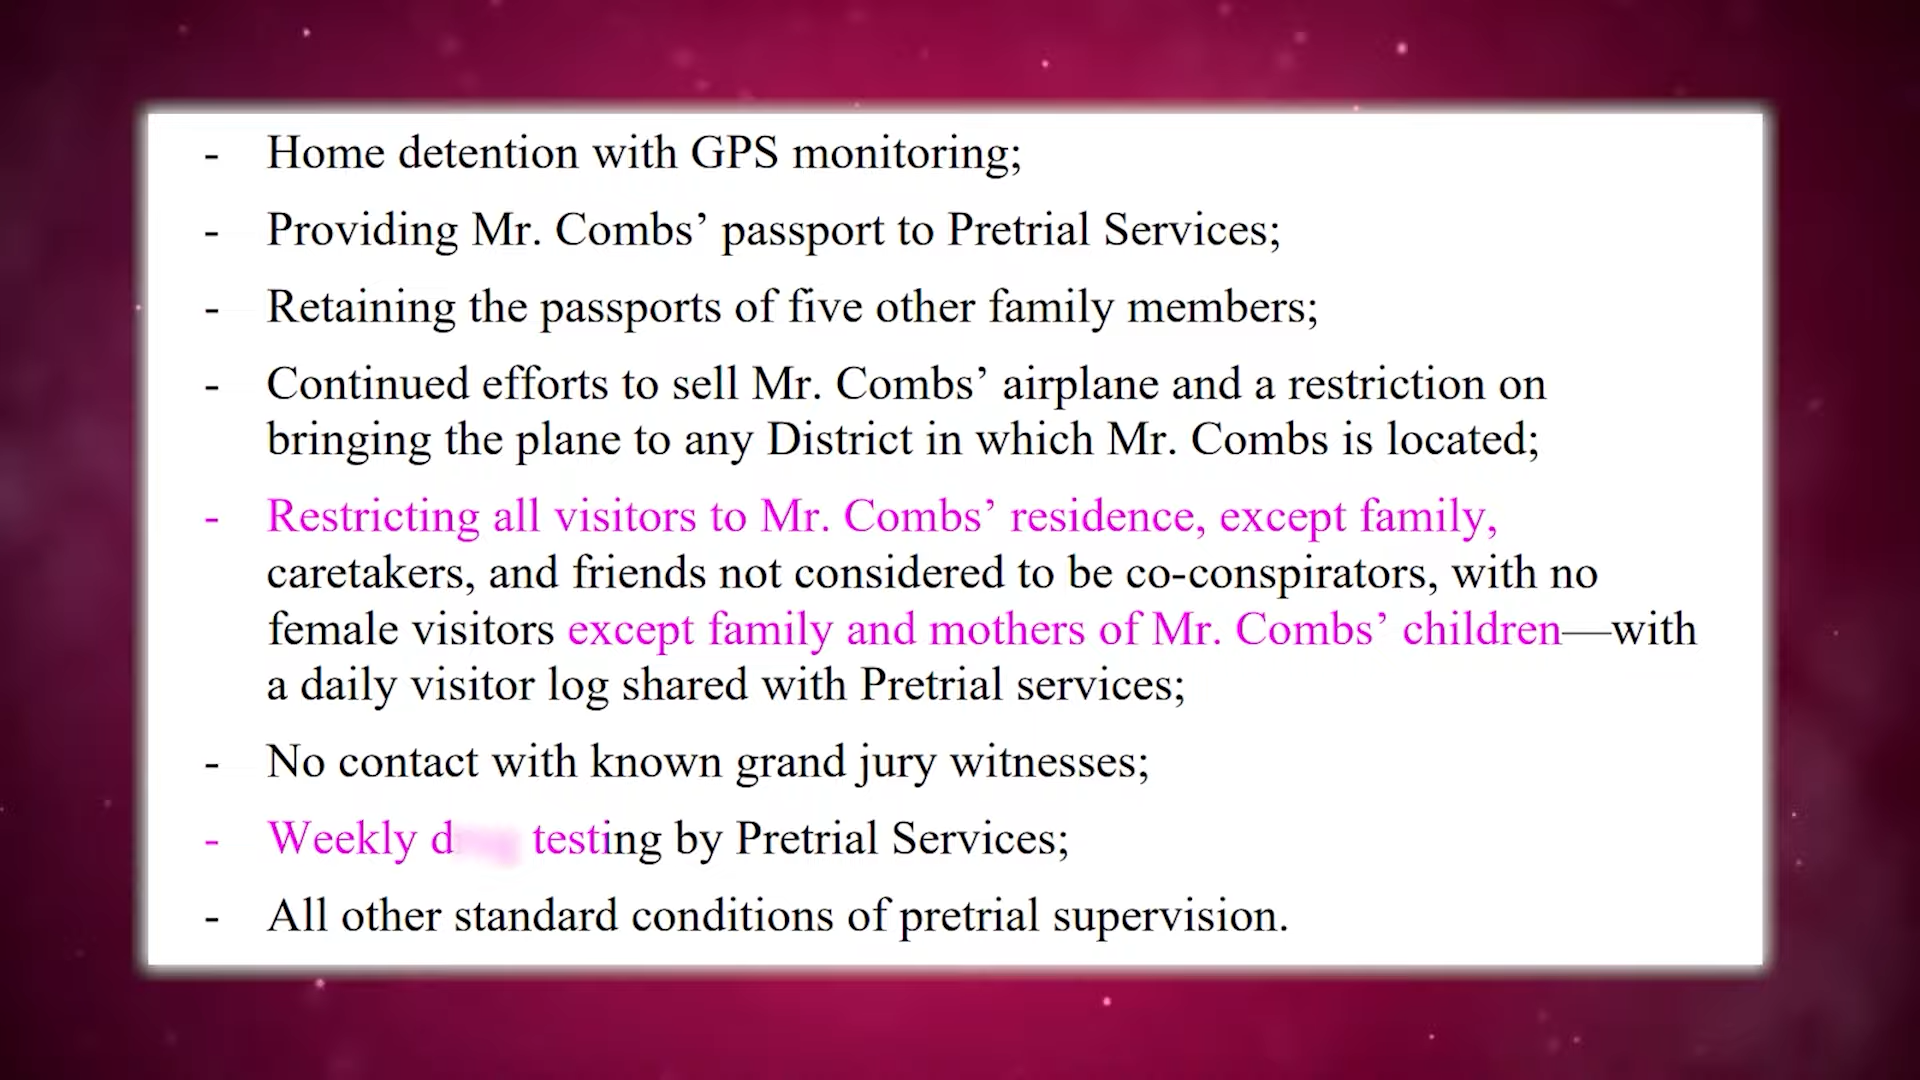 - Home detention with GPS monitoring;
- Providing Mr. Combs’ passport to Pretrial Services;
- Retaining the passports of five other family members;
- Continued efforts to sell Mr. Combs’ airplane and a restriction on
bringing the plane to any District in which Mr. Combs is located;
- Restricting all visitors to Mr. Combs’ residence, except family,
caretakers, and friends not considered to be co-conspirators, with no
female visitors except family and mothers of Mr. Combs’ children—with
a daily visitor log shared with Pretrial services;
- No contact with known grand jury witnesses;
- Weekly testing by Pretrial Services;
- All other standard conditions of pretrial supervision.